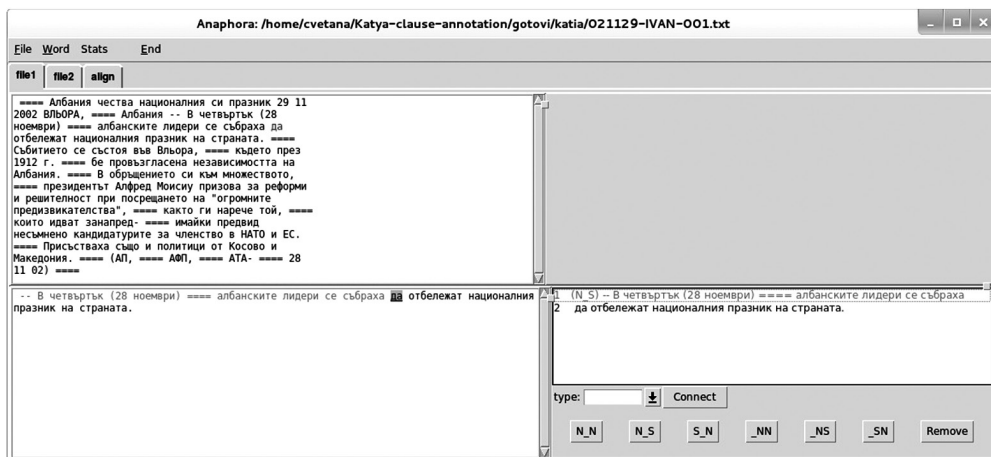 Anaphora: /home/cvetana/Katya-clause-annotation/gotovi/katia/021129-IVAN-001.txt
File Word Stats End
file1 file2 align
==== Албания чества националния си празник 29 11
2002 ВЛЬОРА, ==== Албания -- В четвъртък (28
ноември) ==== албанските лидери се събраха да
отбележат националния празник на страната. ====
Събитието се състоя във Вльора, ==== където през
1912 г. ==== бе провъзгласена независимостта на
Албания. ==== В обръщението си към множеството,
==== президентът Алфред Моисиу призова за реформи
и решителност при посрещането на "огромните
предизвикателства", ==== както ги нарече той, ====
които идват занапред- ==== имайки предвид
несъмнено кандидатурите за членство в НАТО и ЕС.
==== Присъстваха също и политици от Косово и
Македония. ==== (АП, ==== АФП, ==== АТА- ==== 28
11 02) ====
-- В четвъртък (28 ноември) ==== албанските лидери се събраха да отбележат националния
празник на страната.
1 (N_S) -- В четвъртък (28 ноември) ==== албанските лидери се събраха
2 да отбележат националния празник на страната.
type: Connect
N_N N_S S_N _NN _NS _SN Remove